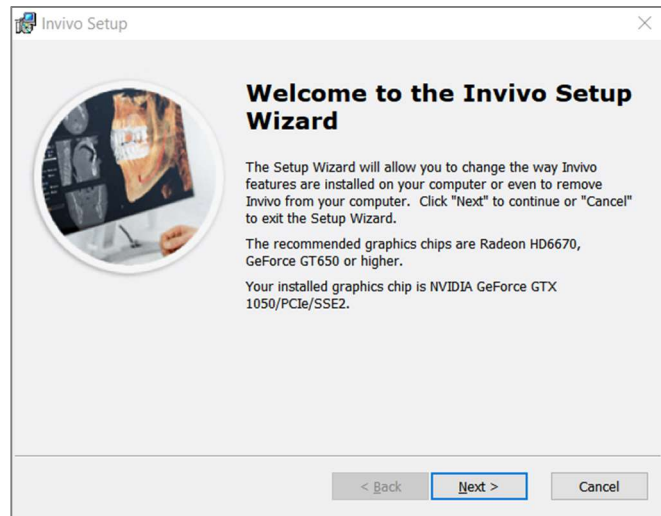 Invivo Setup
Welcome to the Invivo Setup
Wizard
The Setup Wizard will allow you to change the way Invivo
features are installed on your computer or even to remove
Invivo from your computer.  Click "Next" to continue or "Cancel"
to exit the Setup Wizard.
The recommended graphics chips are Radeon HD6670,
GeForce GT650 or higher.
Your installed graphics chip is NVIDIA GeForce GTX
1050/PCIe/SSE2.
< Back
Next >
Cancel